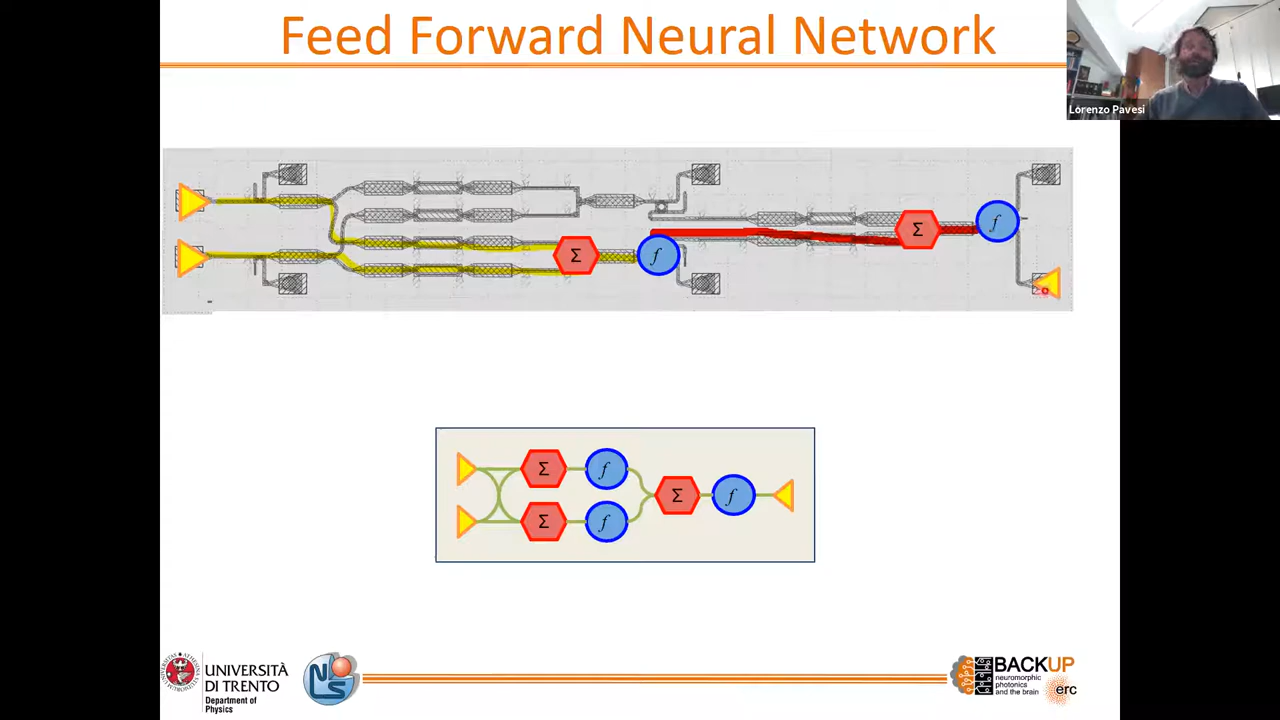 Feed Forward Neural Network
Lorenzo Pavesi
Σ
f
Σ
f
Σ
f
Σ
f
Σ
f
UNIVERSITÀ
DI TRENTO
Department of
Physics
NLS
BACKUP
neuromorphic
photonics
and the brain
erc